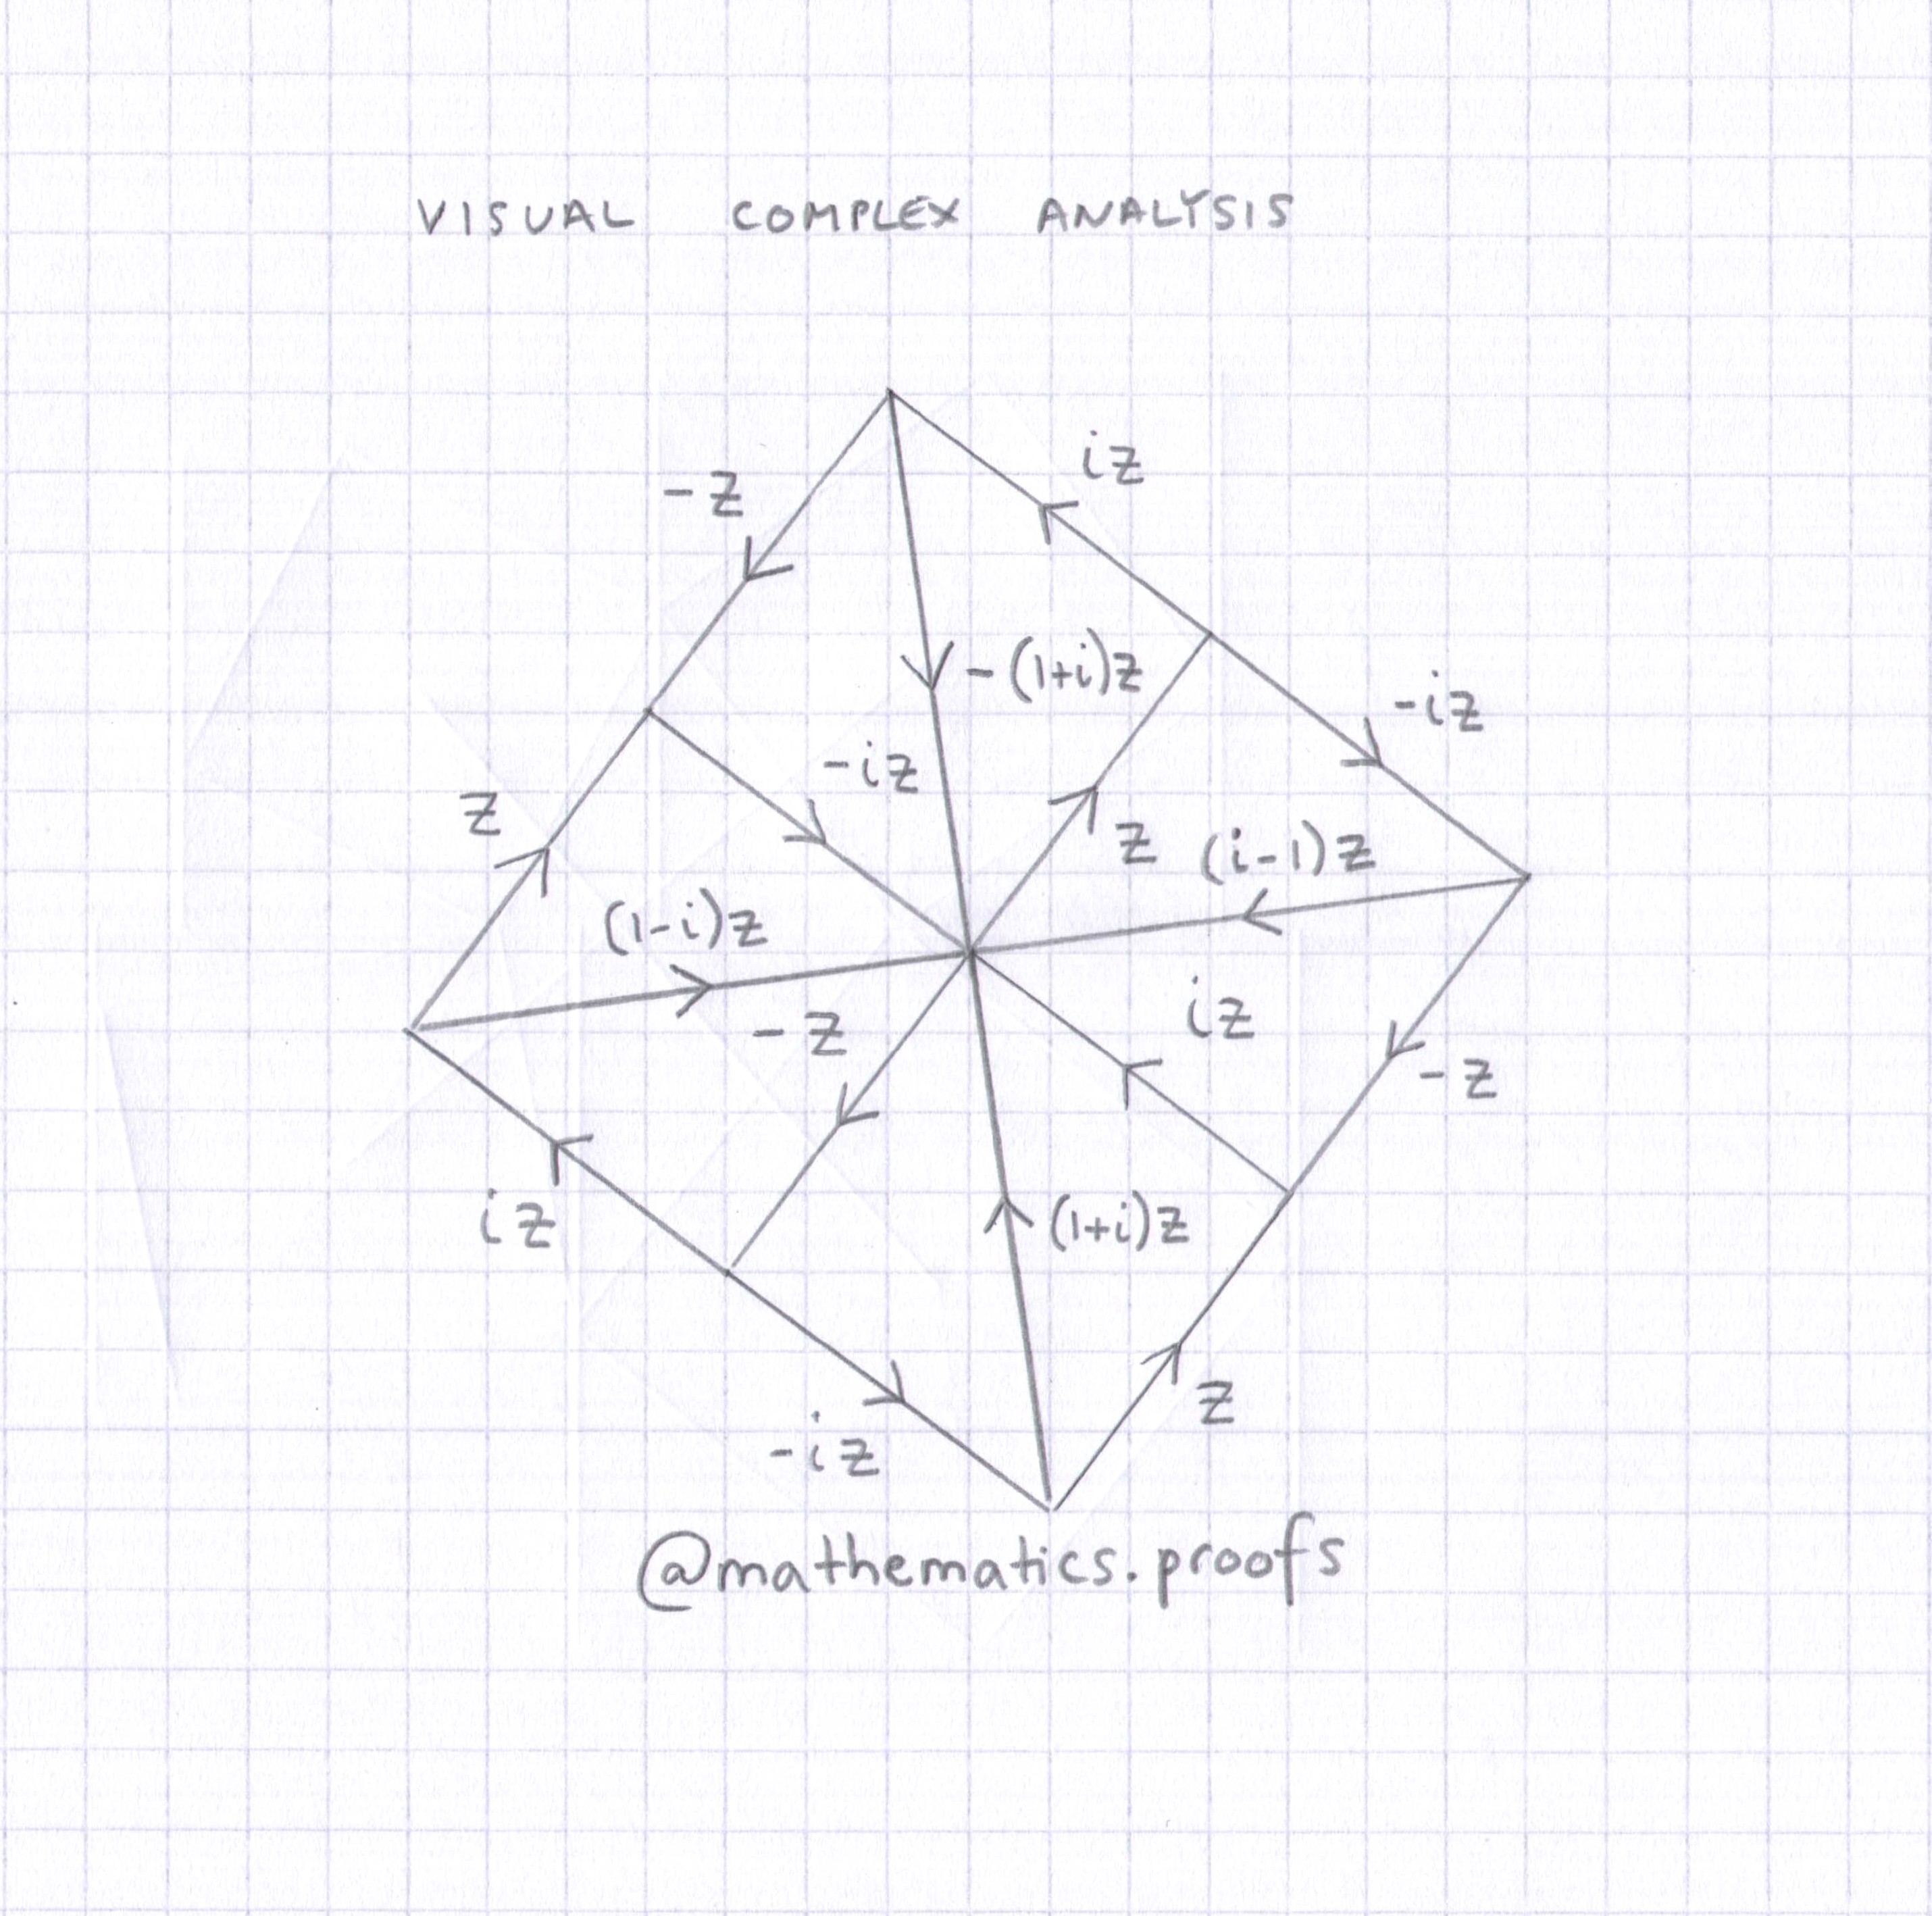 VISUAL COMPLEX ANALYSIS
iz
-z
-(1+i)z
-iz
-iz
z
z
(i-1)z
(1-i)z
iz
-z
-z
iz
(1+i)z
z
-iz
@mathematics.proofs